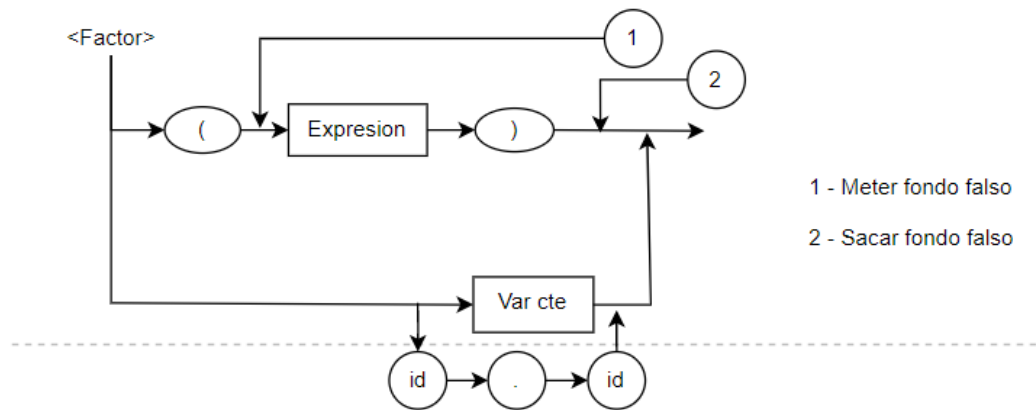 <Factor>
1
2
(
Expresion
)
1 - Meter fondo falso
2 - Sacar fondo falso
Var cte
id
.
id